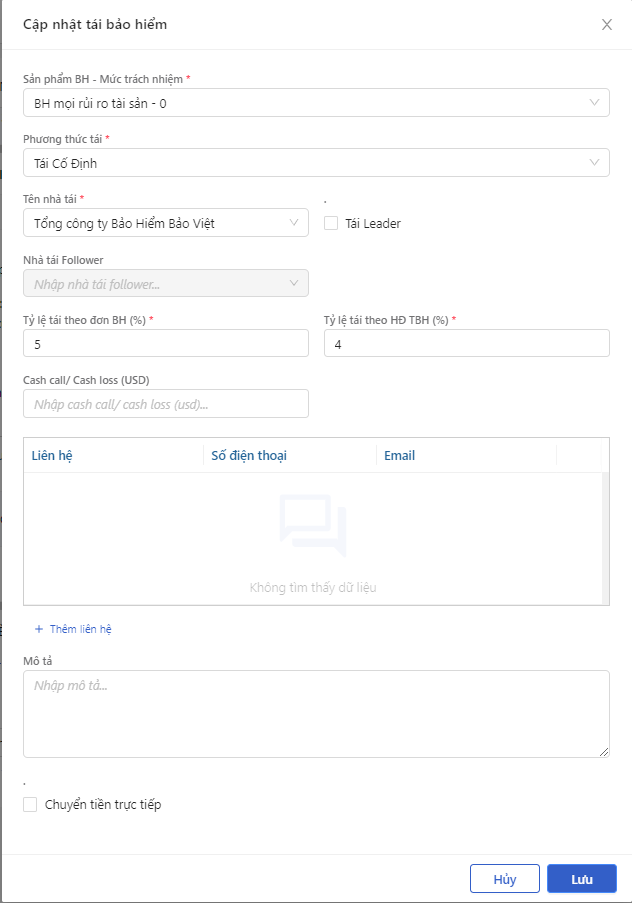 Cập nhật tái bảo hiểm
Sản phẩm BH - Mức trách nhiệm *
BH mọi rủi ro tài sản - 0
Phương thức tái *
Tái Cố Định
Tên nhà tái *
.
Tổng công ty Bảo Hiểm Bảo Việt
Tái Leader
Nhà tái Follower
Nhập nhà tái follower...
Tỷ lệ tái theo đơn BH (%) *
Tỷ lệ tái theo HĐ TBH (%) *
5
4
Cash call/ Cash loss (USD)
Nhập cash call/ cash loss (usd)...
Liên hệ
Số điện thoại
Email
Không tìm thấy dữ liệu
+ Thêm liên hệ
Mô tả
Nhập mô tả...
.
Chuyển tiền trực tiếp
Hủy
Lưu